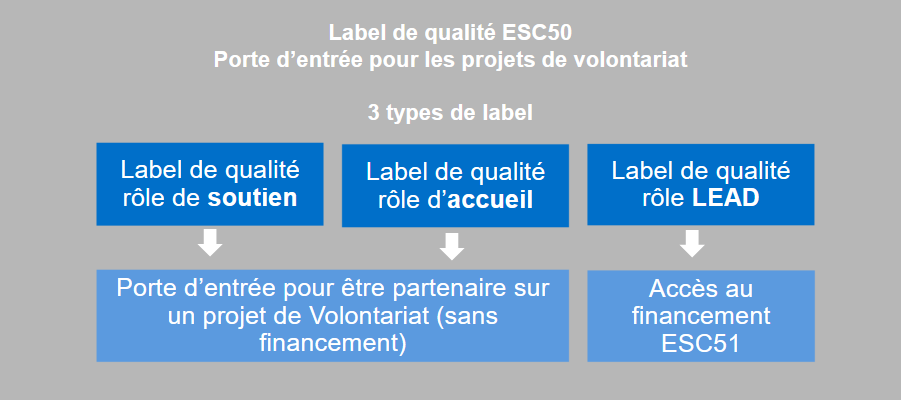 Label de qualité ESC50
Porte d’entrée pour les projets de volontariat
3 types de label
Label de qualité
rôle de soutien
Label de qualité
rôle d’accueil
Label de qualité
rôle LEAD
Porte d’entrée pour être partenaire sur
un projet de Volontariat (sans
financement)
Accès au
financement
ESC51